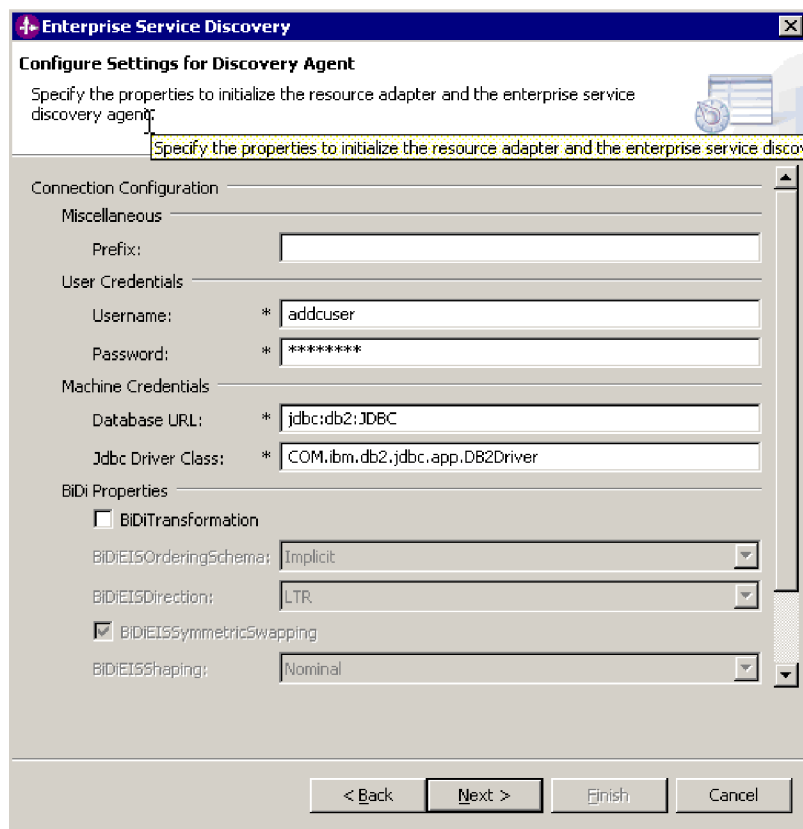 Enterprise Service Discovery
Configure Settings for Discovery Agent
Specify the properties to initialize the resource adapter and the enterprise service
discovery agent.
Specify the properties to initialize the resource adapter and the enterprise service disco
Connection Configuration
Miscellaneous
Prefix:
User Credentials
Username: * addcuser
Password: * ********
Machine Credentials
Database URL: * jdbc:db2:JDBC
Jdbc Driver Class: * COM.ibm.db2.jdbc.app.DB2Driver
BiDi Properties
BiDiTransformation
BiDiEISOrderingSchema: Implicit
BiDiEISDirection: LTR
BiDiEISSymmetricSwapping
BiDiEISShaping: Nominal
< Back Next > Finish Cancel